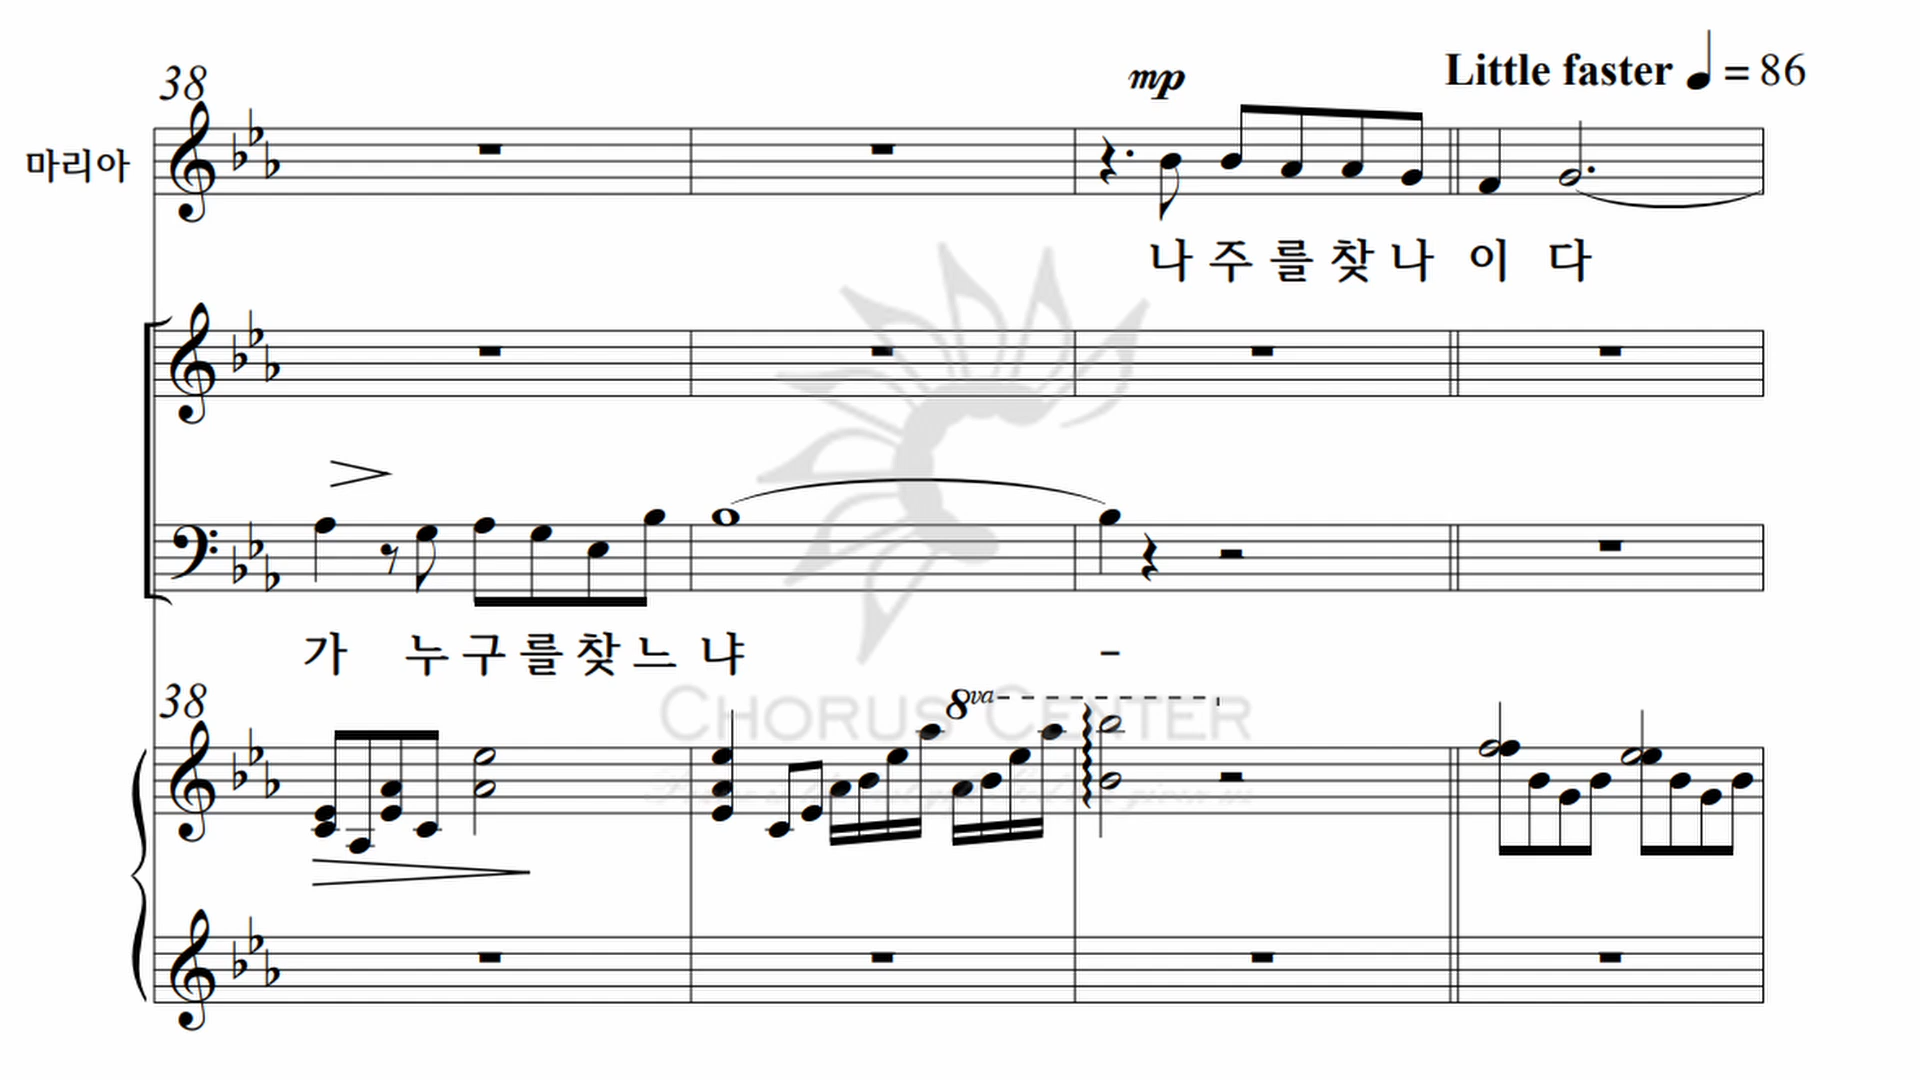 38
mp
Little faster ♩ = 86
마리아
나 주 를 찾 나 이 다
가 누 구 를 찾 느 냐 -
38
8va
CHORUS CENTER